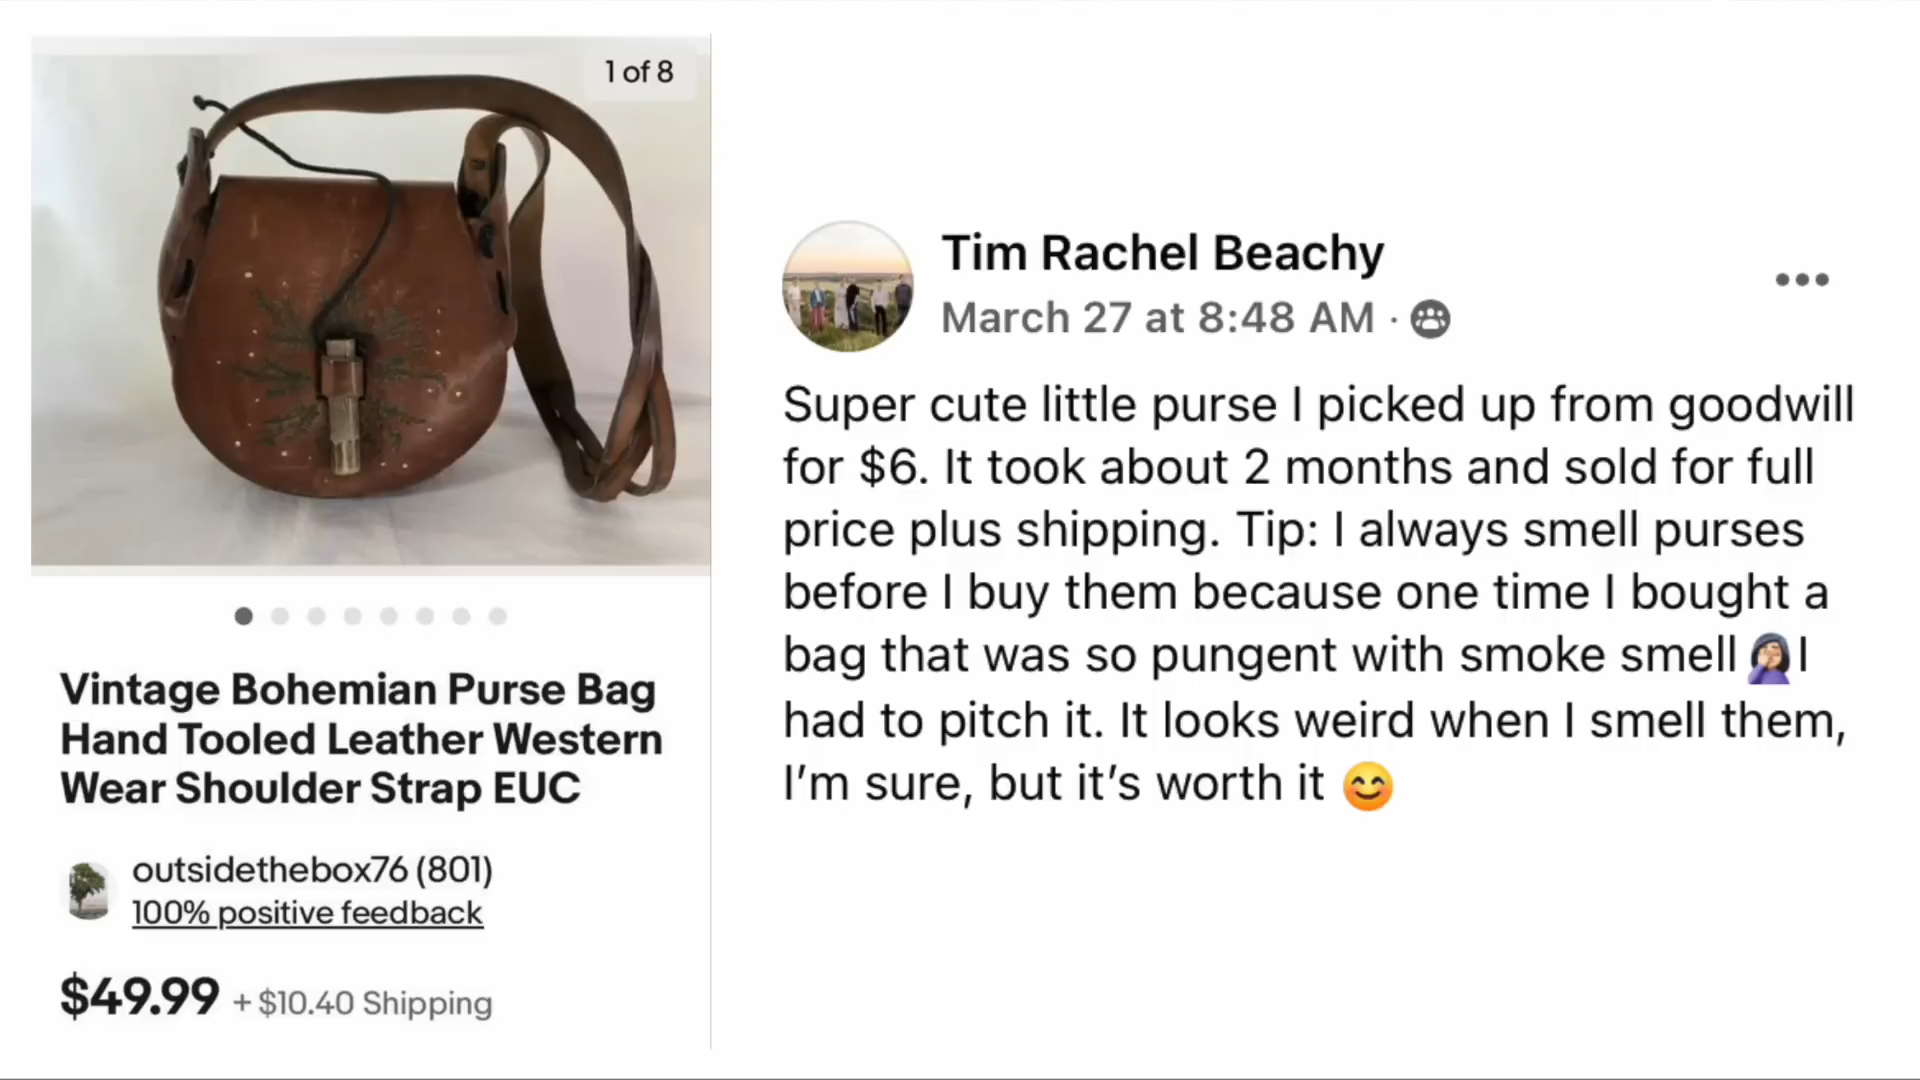 1 of 8
Vintage Bohemian Purse Bag
Hand Tooled Leather Western
Wear Shoulder Strap EUC
outsidethebox76 (801)
100% positive feedback
$49.99 + $10.40 Shipping
Tim Rachel Beachy
March 27 at 8:48 AM ·
Super cute little purse I picked up from goodwill
for $6. It took about 2 months and sold for full
price plus shipping. Tip: I always smell purses
before I buy them because one time I bought a
bag that was so pungent with smoke smell🤦🏻‍♀️I
had to pitch it. It looks weird when I smell them,
I’m sure, but it’s worth it 😊